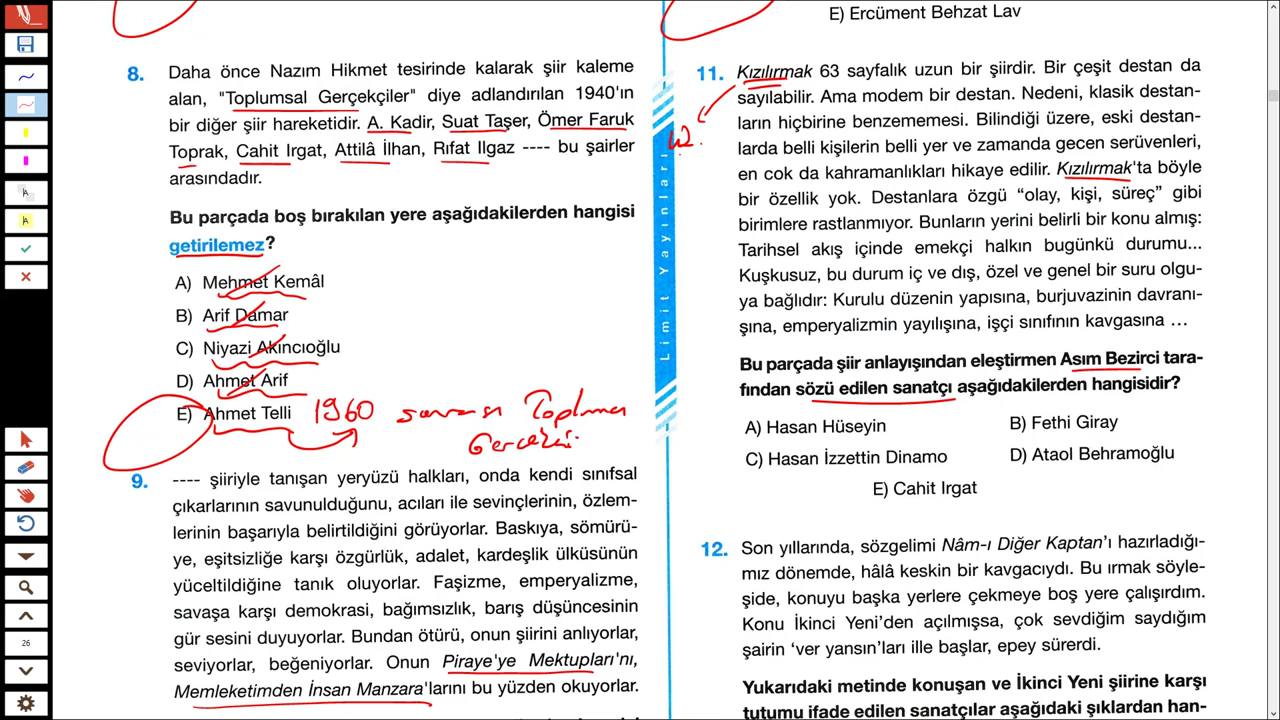 8. Daha önce Nazım Hikmet tesirinde kalarak şiir kaleme
alan, "Toplumsal Gerçekçiler" diye adlandırılan 1940'ın
bir diğer şiir hareketidir. A. Kadir, Suat Taşer, Ömer Faruk
Toprak, Cahit Irgat, Attilâ İlhan, Rıfat Ilgaz ---- bu şairler
arasındadır.
Bu parçada boş bırakılan yere aşağıdakilerden hangisi
getirilemez?
A) Mehmet Kemâl
B) Arif Damar
C) Niyazi Akıncıoğlu
D) Ahmet Arif
E) Ahmet Telli 1960 sonrası Toplumcu
9. ---- şiiriyle tanışan yeryüzü halkları, onda kendi sınıfsal
çıkarlarının savunulduğunu, acıları ile sevinçlerinin, özlem-
lerinin başarıyla belirtildiğini görüyorlar. Baskıya, sömürü-
ye, eşitsizliğe karşı özgürlük, adalet, kardeşlik ülküsünün
yüceltildiğine tanık oluyorlar. Faşizme, emperyalizme,
savaşa karşı demokrasi, bağımsızlık, barış düşüncesinin
gür sesini duyuyorlar. Bundan ötürü, onun şiirini anlıyorlar,
seviyorlar, beğeniyorlar. Onun Piraye'ye Mektupları'nı,
Memleketimden İnsan Manzara'larını bu yüzden okuyorlar.
26
Limit Yayınları
E) Ercüment Behzat Lav
11. Kızılırmak 63 sayfalık uzun bir şiirdir. Bir çeşit destan da
sayılabilir. Ama modem bir destan. Nedeni, klasik destan-
ların hiçbirine benzememesi. Bilindiği üzere, eski destan-
larda belli kişilerin belli yer ve zamanda gecen serüvenleri,
en cok da kahramanlıkları hikaye edilir. Kızılırmak'ta böyle
bir özellik yok. Destanlara özgü “olay, kişi, süreç” gibi
birimlere rastlanmıyor. Bunların yerini belirli bir konu almış:
Tarihsel akış içinde emekçi halkın bugünkü durumu...
Kuşkusuz, bu durum iç ve dış, özel ve genel bir suru olgu-
ya bağlıdır: Kurulu düzenin yapısına, burjuvazinin davranı-
şına, emperyalizmin yayılışına, işçi sınıfının kavgasına ...
Bu parçada şiir anlayışından eleştirmen Asım Bezirci tara-
fından sözü edilen sanatçı aşağıdakilerden hangisidir?
A) Hasan Hüseyin B) Fethi Giray
C) Hasan İzzettin Dinamo D) Ataol Behramoğlu
E) Cahit Irgat
12. Son yıllarında, sözgelimi Nâm-ı Diğer Kaptan’ı hazırladığı-
mız dönemde, hâlâ keskin bir kavgacıydı. Bu ırmak söyle-
şide, konuyu başka yerlere çekmeye boş yere çalışırdım.
Konu İkinci Yeni’den açılmışsa, çok sevdiğim saydığım
şairin ‘ver yansın’ları ille başlar, epey sürerdi.
Yukarıdaki metinde konuşan ve İkinci Yeni şiirine karşı
tutumu ifade edilen sanatçılar aşağıdaki şıklardan han-